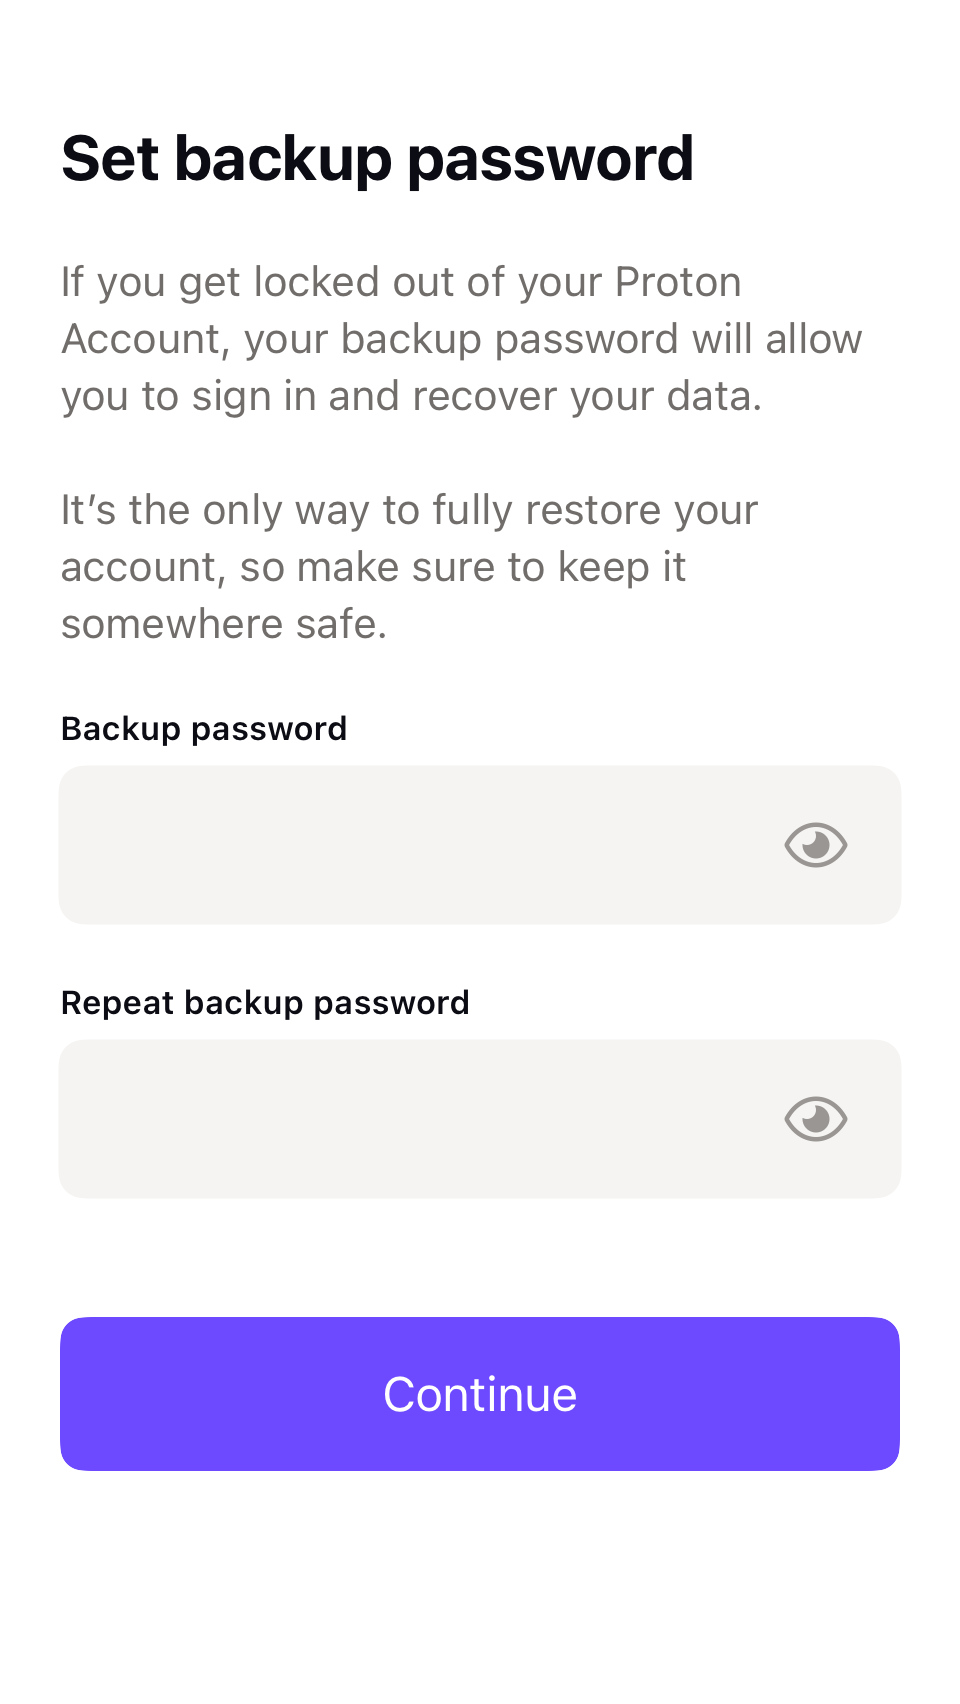 Set backup password
If you get locked out of your Proton
Account, your backup password will allow
you to sign in and recover your data.
It’s the only way to fully restore your
account, so make sure to keep it
somewhere safe.
Backup password
Repeat backup password
Continue